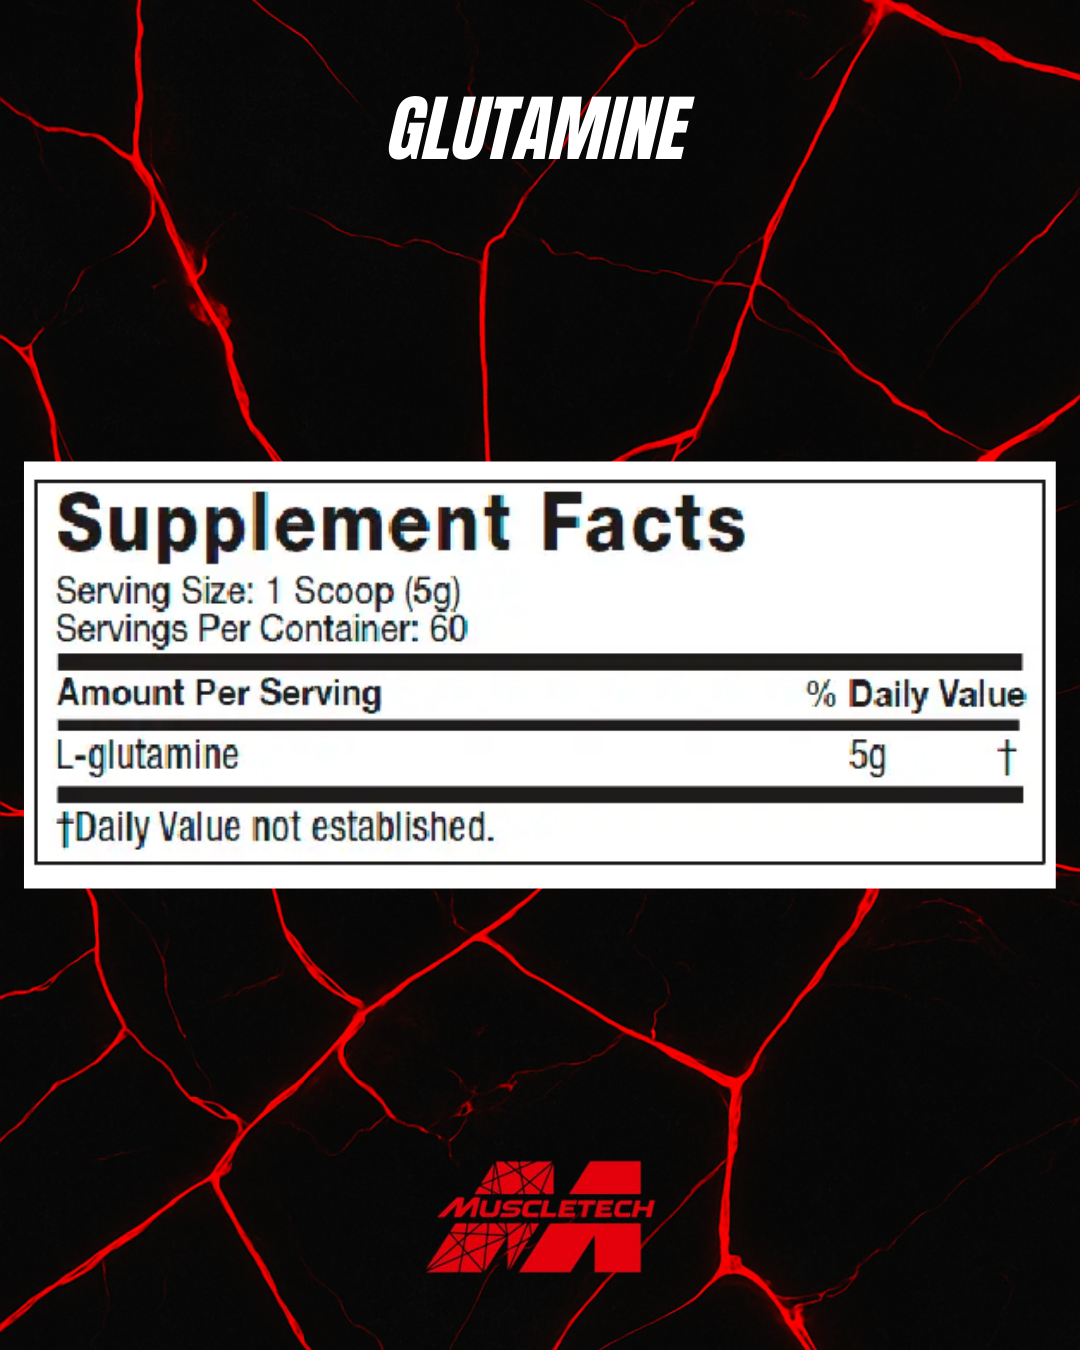 GLUTAMINE
Supplement Facts
Serving Size: 1 Scoop (5g)
Servings Per Container: 60
Amount Per Serving % Daily Value
L-glutamine 5g †
†Daily Value not established.
MUSCLETECH